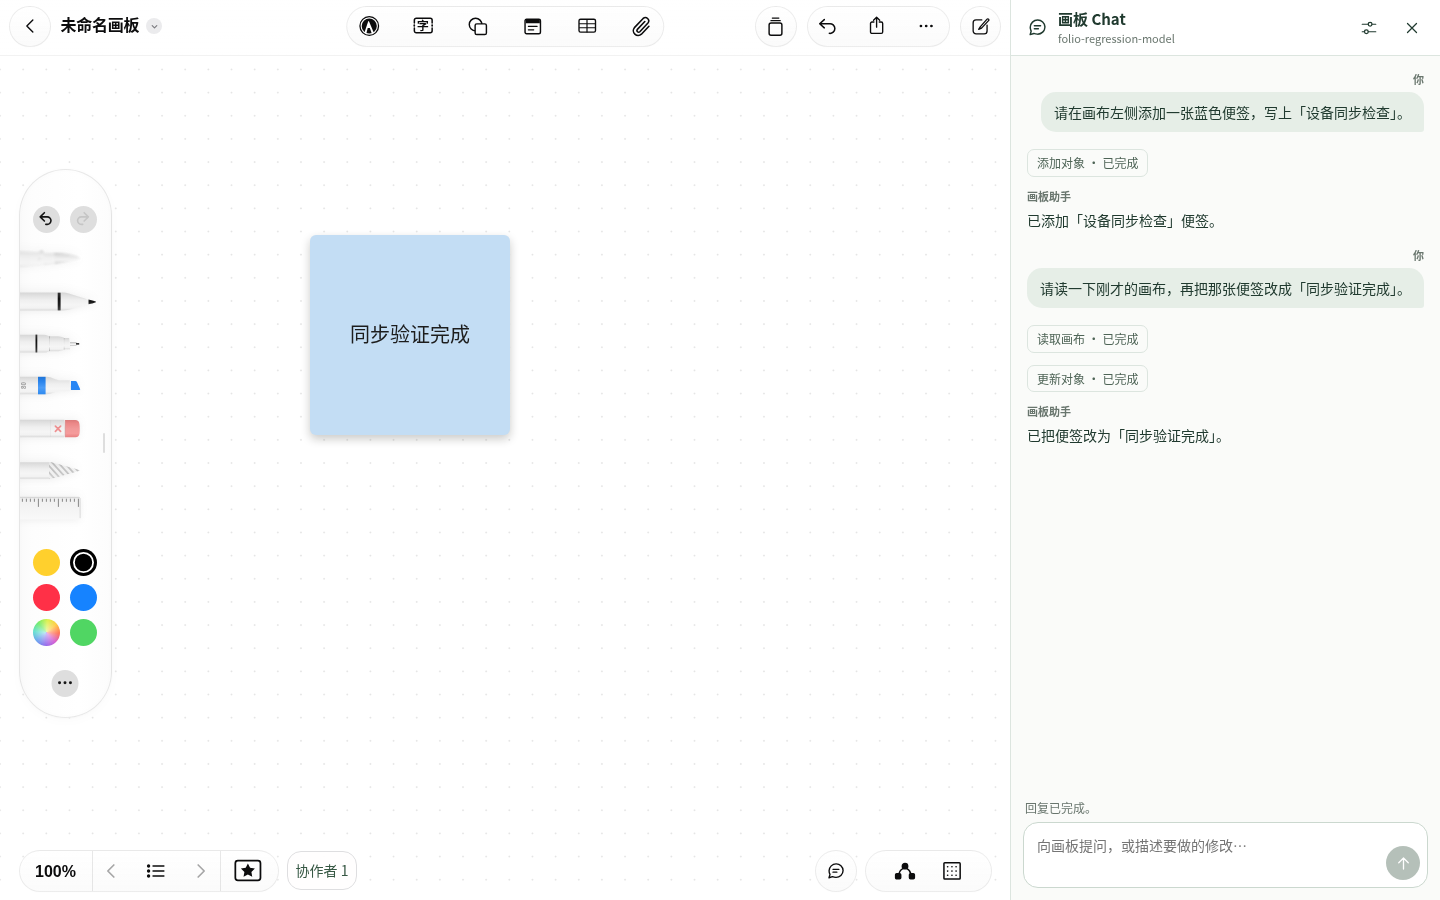 未命名画板
字
画板 Chat
folio-regression-model
你
请在画布左侧添加一张蓝色便签，写上「设备同步检查」。
添加对象 · 已完成
画板助手
已添加「设备同步检查」便签。
你
请读一下刚才的画布，再把那张便签改成「同步验证完成」。
读取画布 · 已完成
更新对象 · 已完成
画板助手
已把便签改为「同步验证完成」。
同步验证完成
80
回复已完成。
向画板提问，或描述要做的修改…
100%
协作者 1